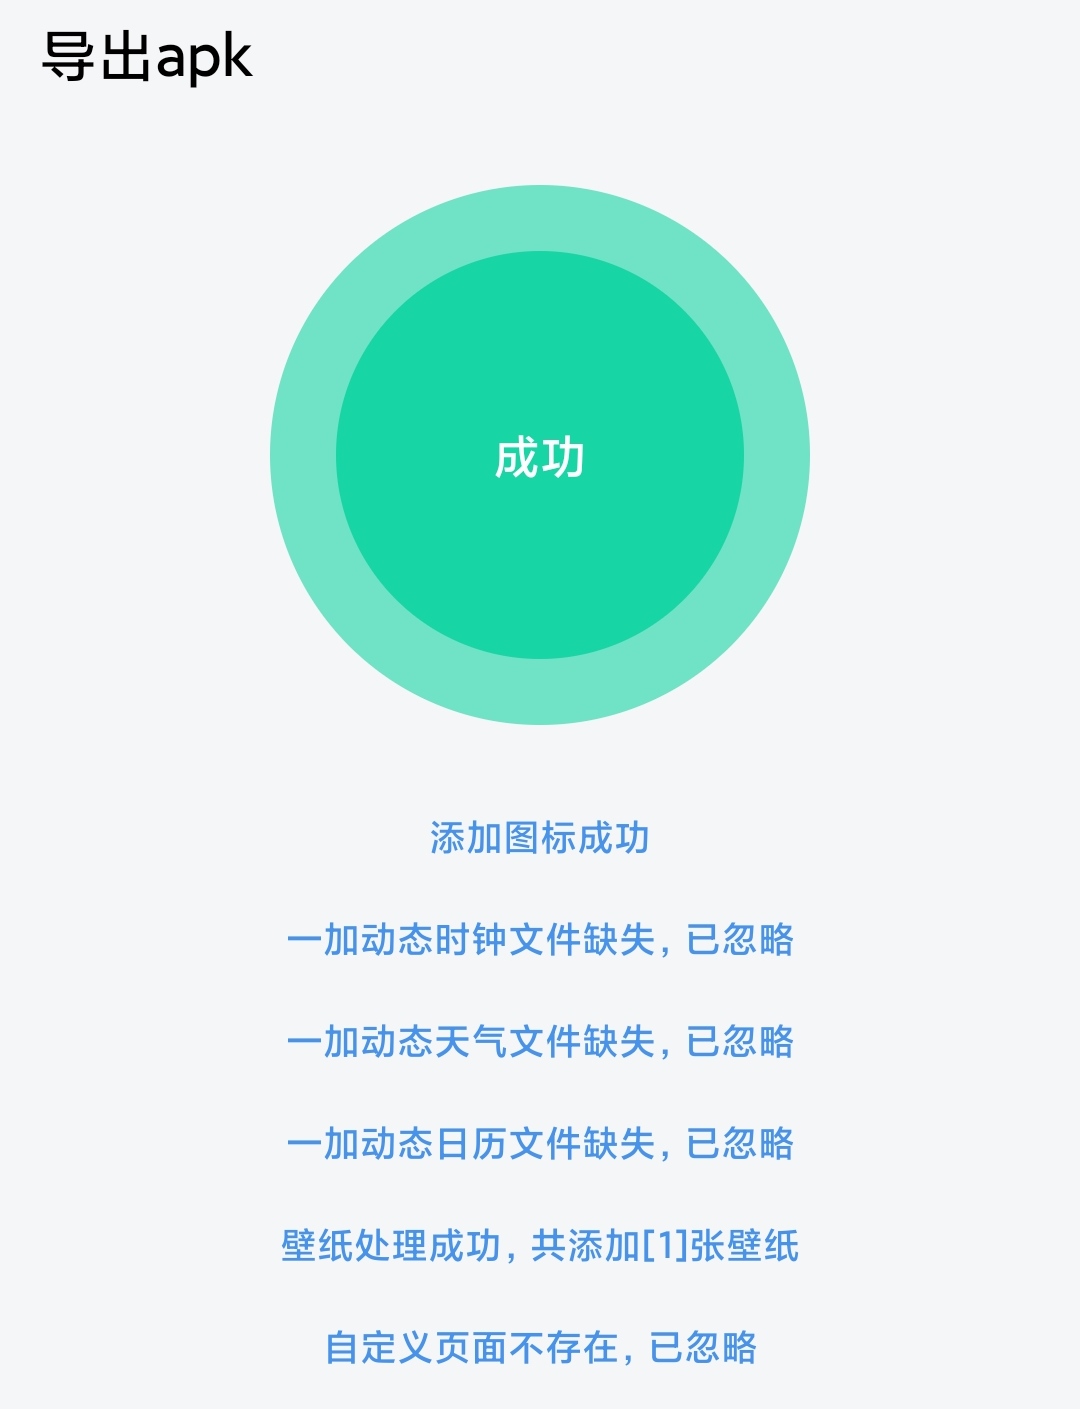 导出apk
成功
添加图标成功
一加动态时钟文件缺失，已忽略
一加动态天气文件缺失，已忽略
一加动态日历文件缺失，已忽略
壁纸处理成功，共添加[1]张壁纸
自定义页面不存在，已忽略